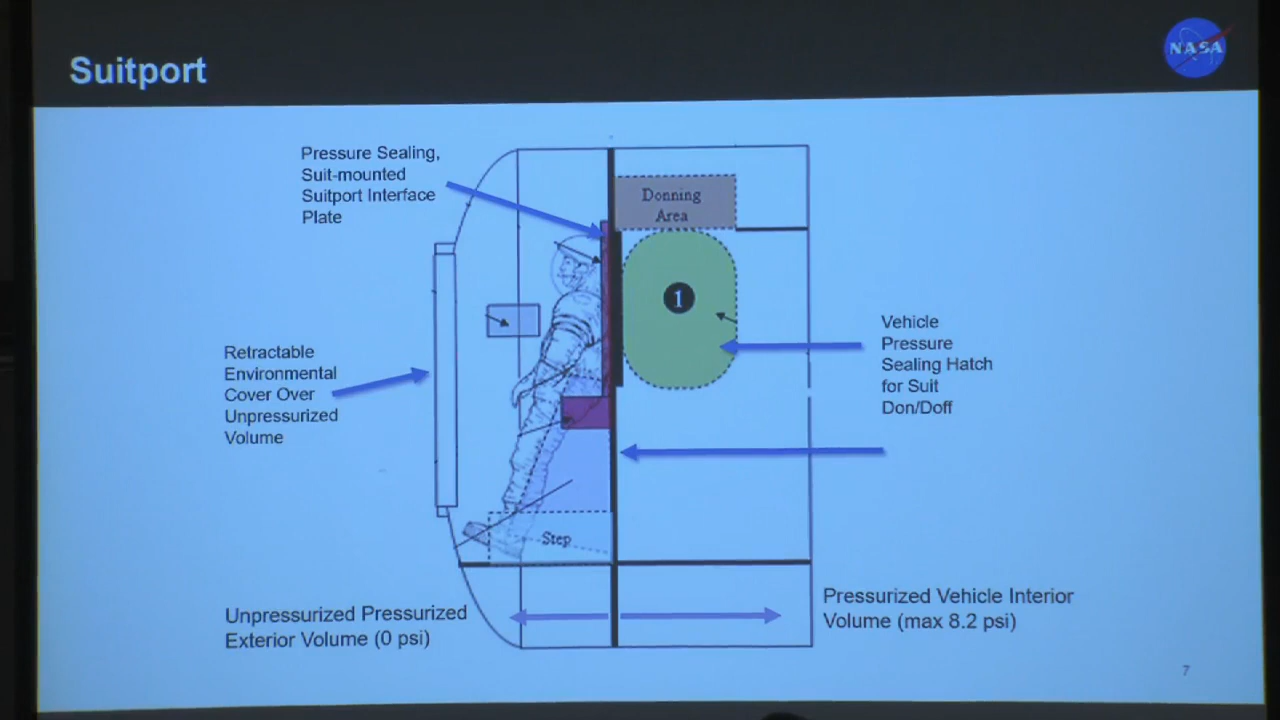 Suitport
NASA
Pressure Sealing,
Suit-mounted
Suitport Interface
Plate
Donning
Area
1
Vehicle
Pressure
Sealing Hatch
for Suit
Don/Doff
Retractable
Environmental
Cover Over
Unpressurized
Volume
Step
Unpressurized Pressurized
Exterior Volume (0 psi)
Pressurized Vehicle Interior
Volume (max 8.2 psi)
7